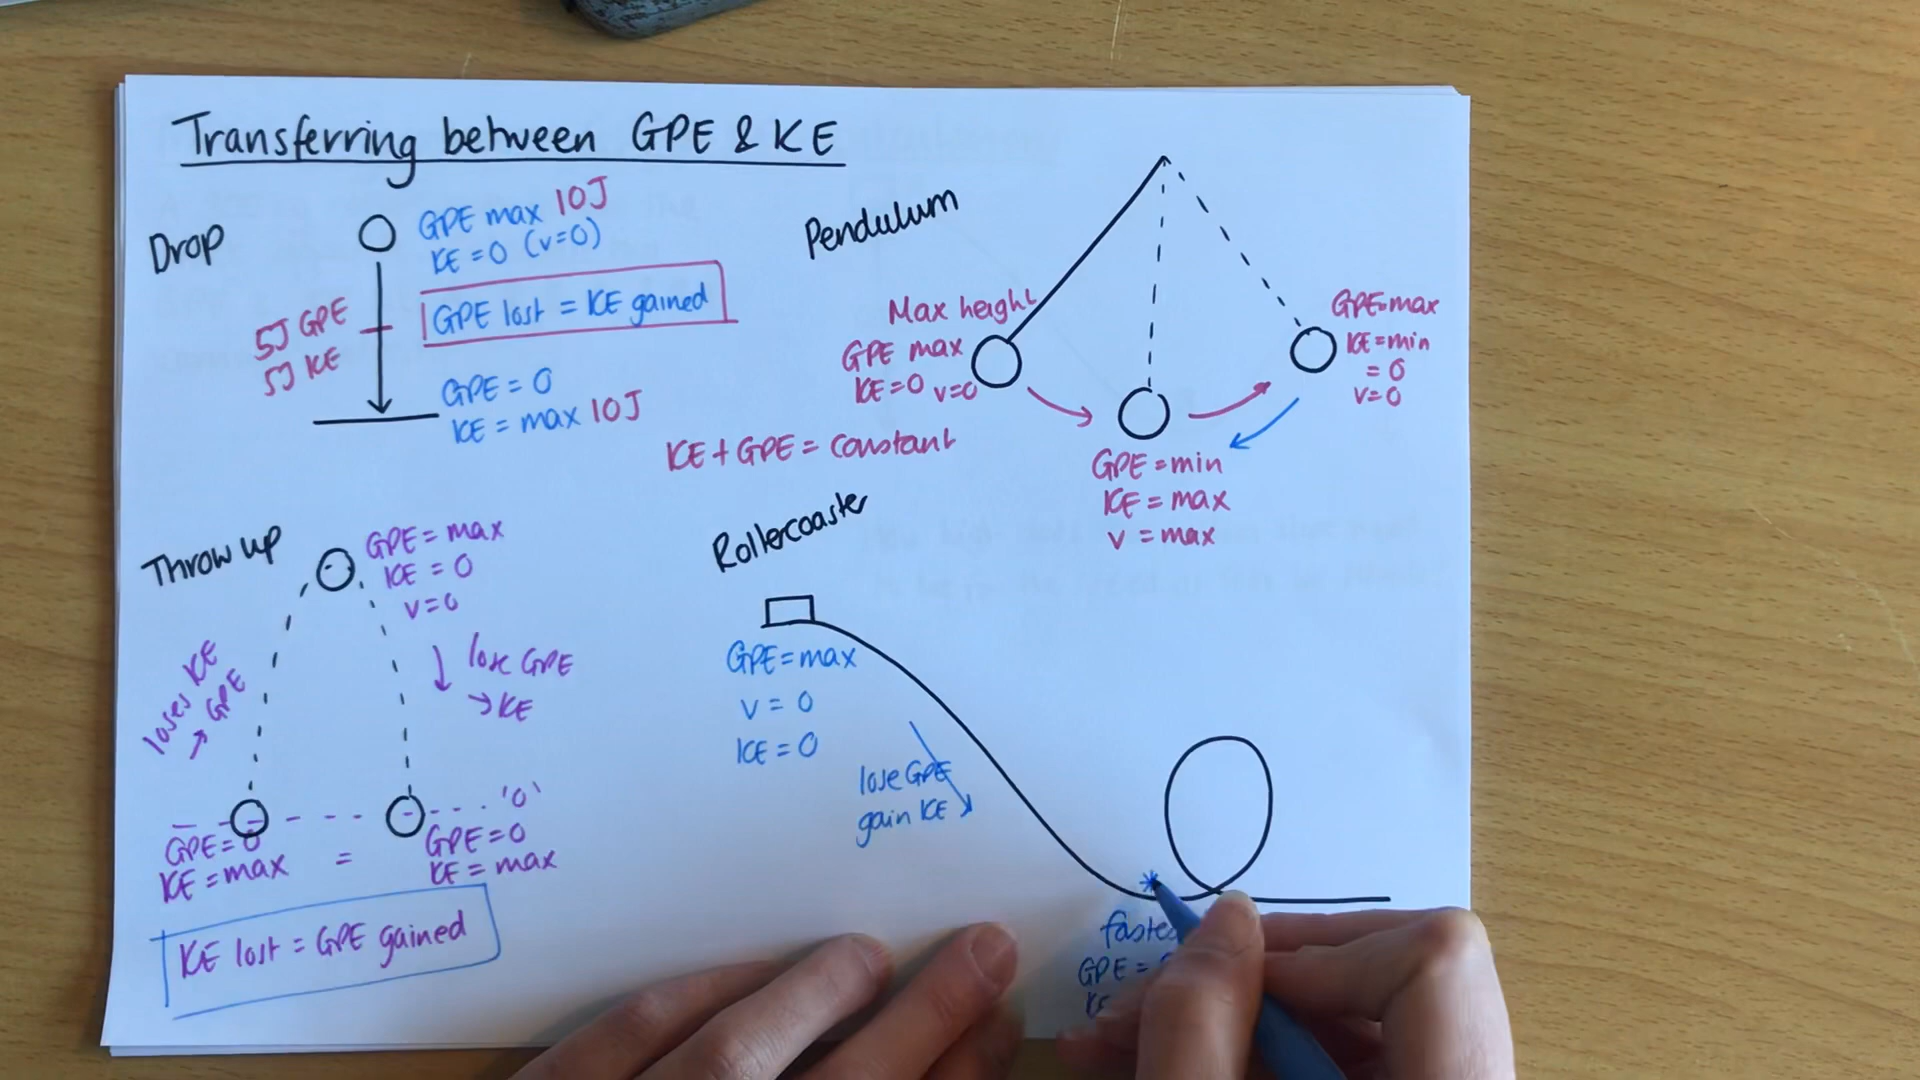 Transferring between GPE & KE
Drop
GPE max 10J
KE = 0 (v=0)
GPE lost = KE gained
5J GPE
5J KE
GPE = 0
KE = max 10J
Pendulum
Max height
GPE max
KE=0 v=0
GPE=max
KE=min
= 0
v=0
KE + GPE = constant
GPE = min
KE = max
v = max
Throw up
GPE = max
KE = 0
v=0
loses KE
→ GPE
lose GPE
→ KE
'0'
GPE=0
KE = max
=
GPE=0
KE = max
KE lost = GPE gained
Rollercoaster
GPE=max
v = 0
KE = 0
lose GPE
gain KE
GPE =